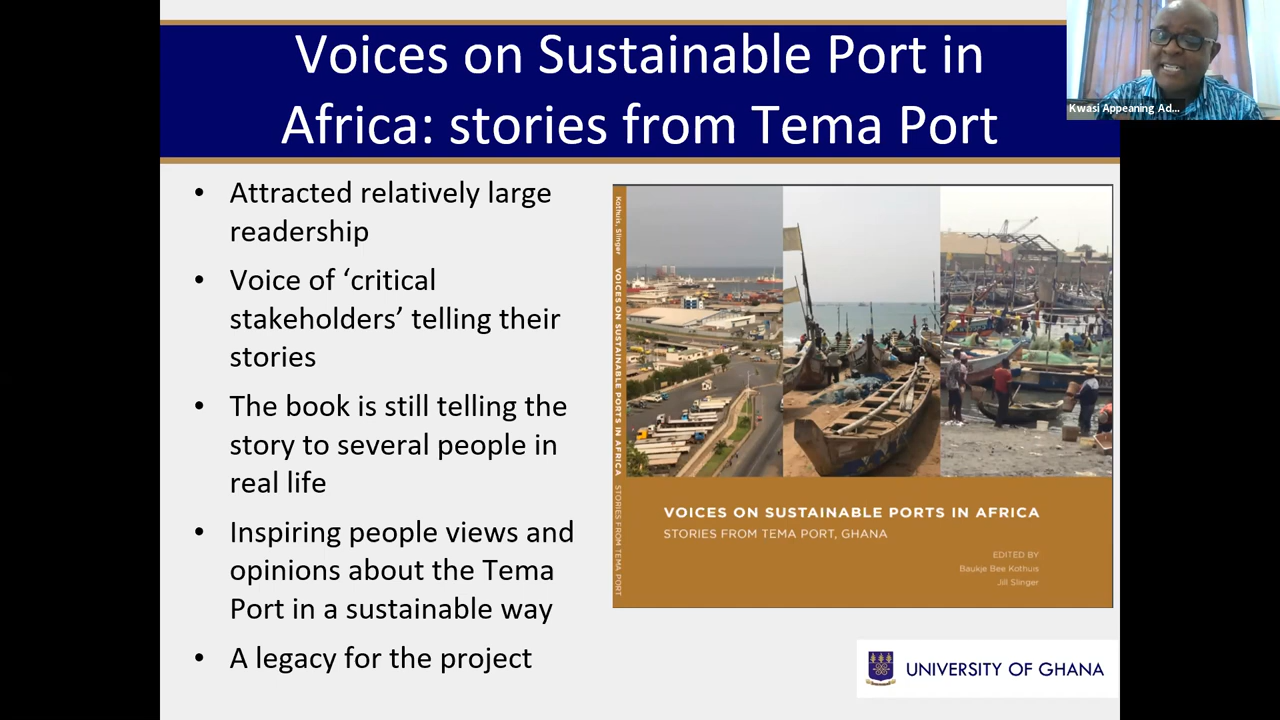 Voices on Sustainable Port in
Africa: stories from Tema Port
Kwasi Appeaning Ad...
• Attracted relatively large
readership
• Voice of ‘critical
stakeholders’ telling their
stories
• The book is still telling the
story to several people in
real life
• Inspiring people views and
opinions about the Tema
Port in a sustainable way
• A legacy for the project
Kothuis, Slinger VOICES ON SUSTAINABLE PORTS IN AFRICA STORIES FROM TEMA PORT
VOICES ON SUSTAINABLE PORTS IN AFRICA
STORIES FROM TEMA PORT, GHANA
EDITED BY
Baukje Bee Kothuis
Jill Slinger
UNIVERSITY OF GHANA